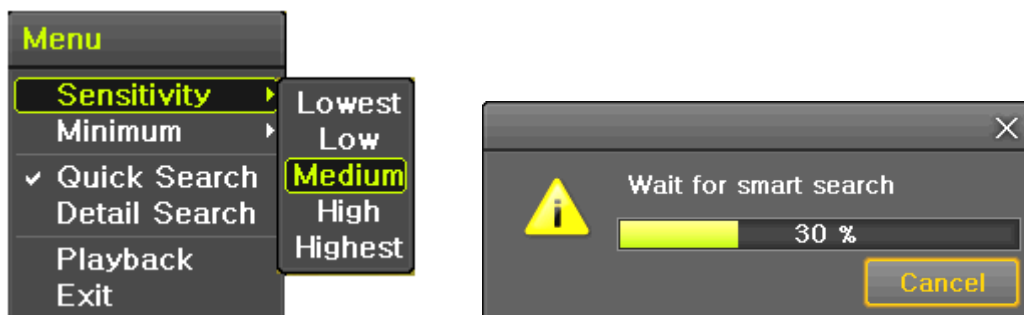 Menu
Sensitivity
Minimum
Quick Search
Detail Search
Playback
Exit
Lowest
Low
Medium
High
Highest
Wait for smart search
30 %
Cancel